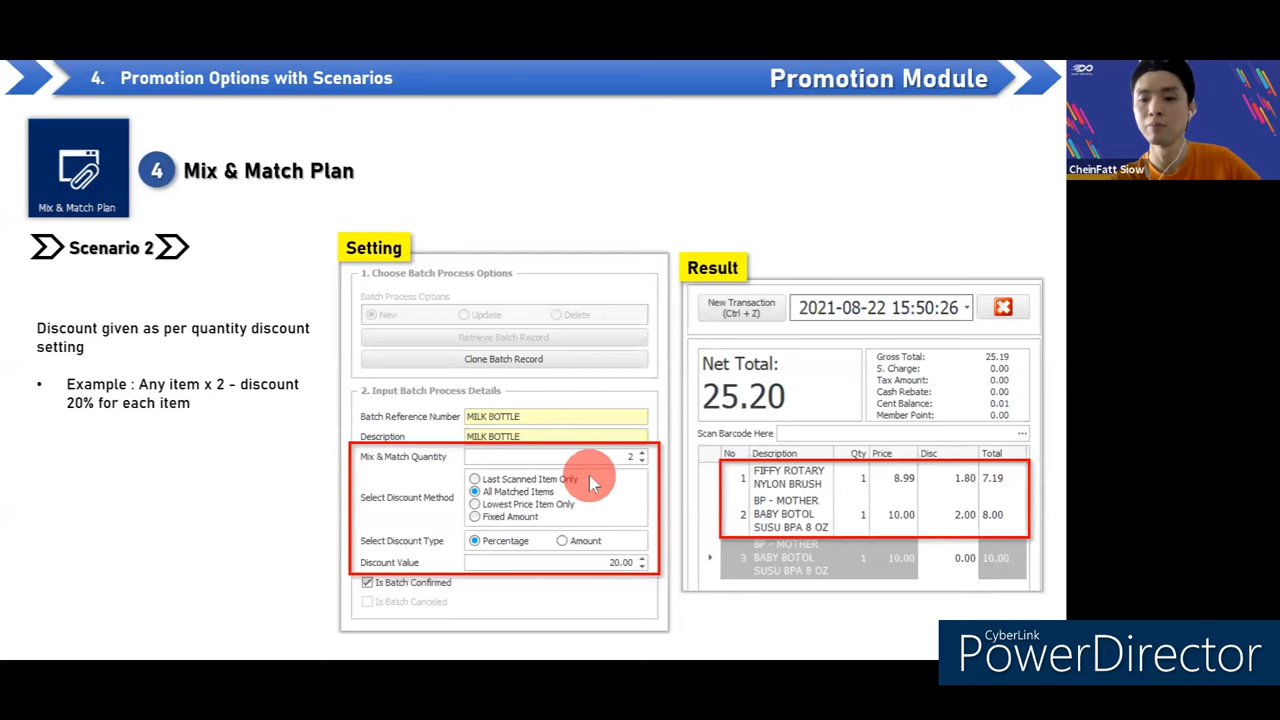 4. Promotion Options with Scenarios
Promotion Module
CheinFatt Siow
Mix & Match Plan
4 Mix & Match Plan
Scenario 2
Discount given as per quantity discount
setting
• Example : Any item x 2 - discount
20% for each item
Setting
1. Choose Batch Process Options
Batch Process Options
New Update Delete
Retrieve Batch Record
Clone Batch Record
2. Input Batch Process Details
Batch Reference Number MILK BOTTLE
Description MILK BOTTLE
Mix & Match Quantity 2
Select Discount Method
Last Scanned Item Only
All Matched Items
Lowest Price Item Only
Fixed Amount
Select Discount Type Percentage Amount
Discount Value 20.00
Is Batch Confirmed
Is Batch Canceled
Result
New Transaction
(Ctrl + Z)
2021-08-22 15:50:26
Net Total:
25.20
Gross Total: 25.19
S. Charge: 0.00
Tax Amount: 0.00
Cash Rebate: 0.00
Cent Balance: 0.01
Member Point: 0.00
Scan Barcode Here ...
No Description Qty Price Disc Total
1 FIFFY ROTARY NYLON BRUSH 1 8.99 1.80 7.19
2 BP - MOTHER BABY BOTOL SUSU BPA 8 OZ 1 10.00 2.00 8.00
3 BP - MOTHER BABY BOTOL SUSU BPA 8 OZ 1 10.00 0.00 10.00
CyberLink
PowerDirector